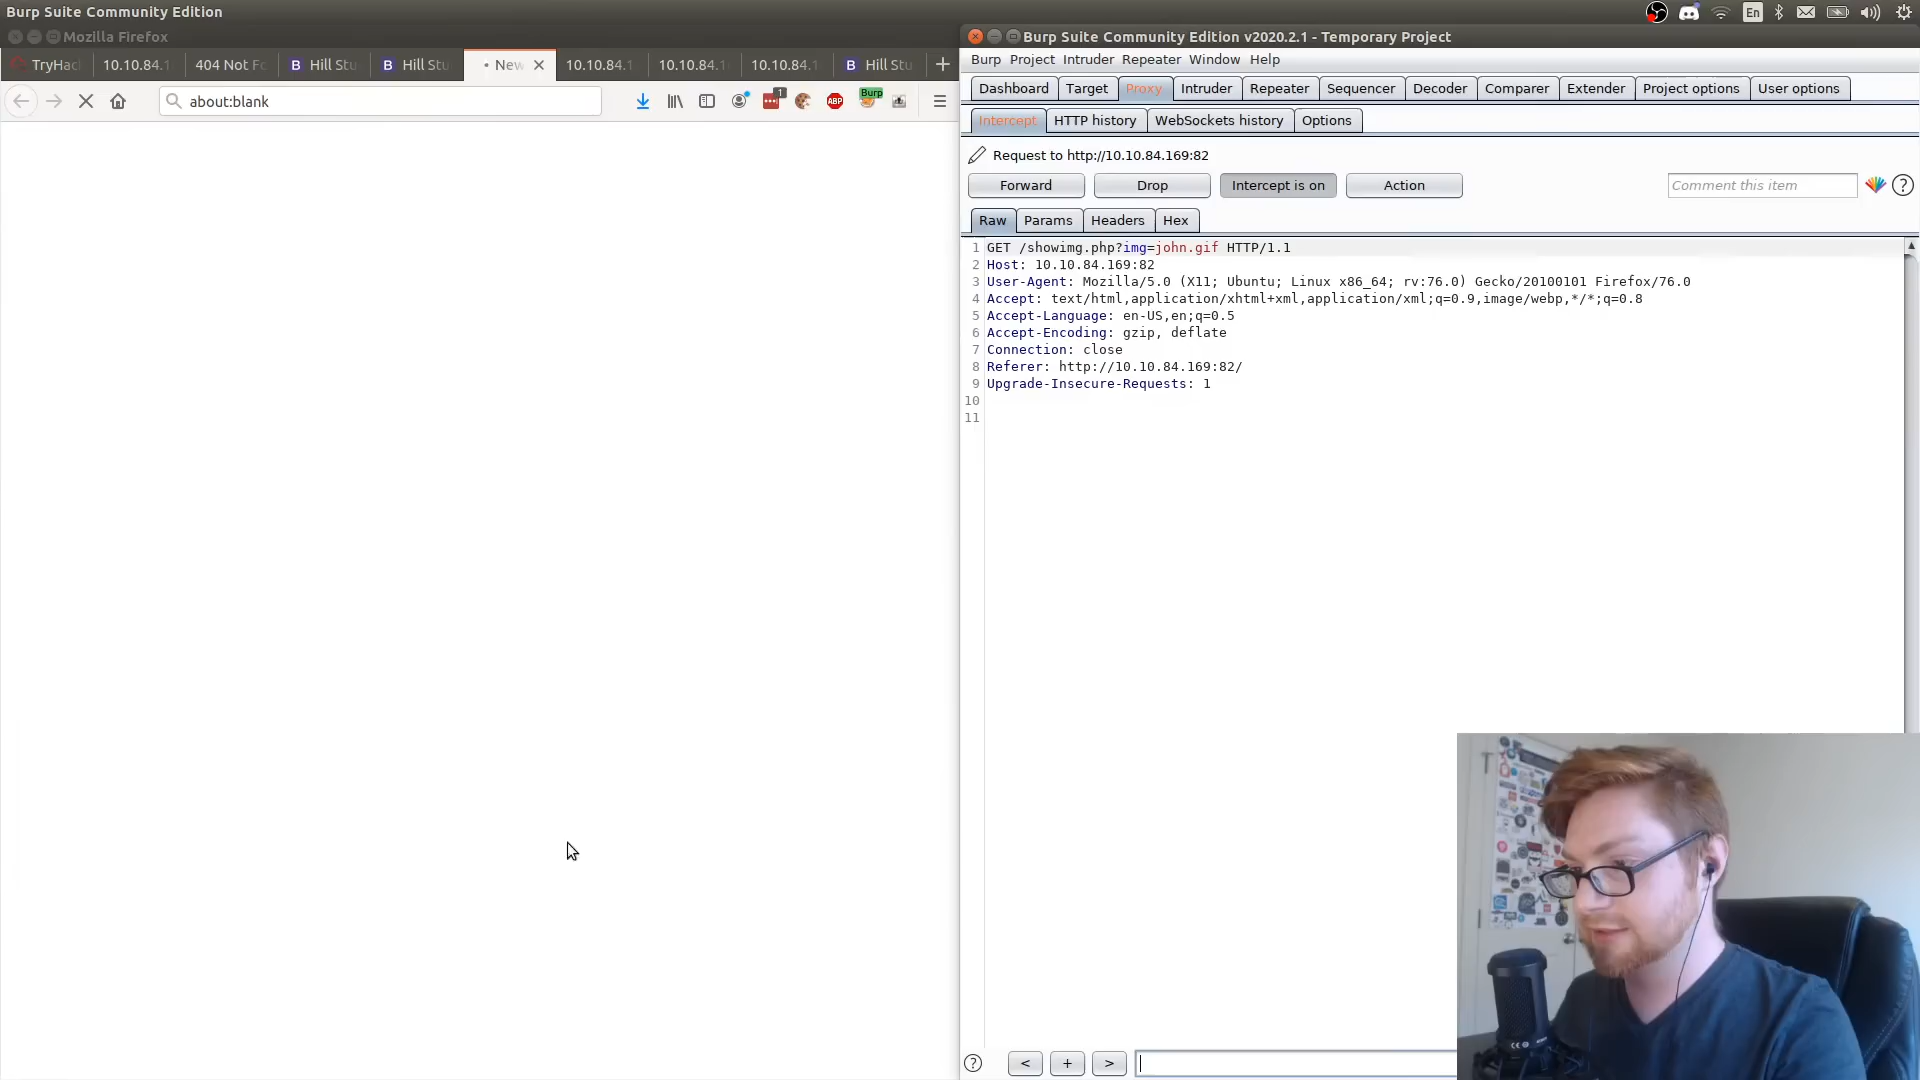 Burp Suite Community Edition
En
Mozilla Firefox
TryHac
10.10.84.1
404 Not Fo
B Hill Stu
B Hill Stu
New
10.10.84.1
10.10.84.1
10.10.84.1
B Hill Stu
about:blank
1
ABP
Burp
Burp Suite Community Edition v2020.2.1 - Temporary Project
Burp Project Intruder Repeater Window Help
Dashboard Target Proxy Intruder Repeater Sequencer Decoder Comparer Extender Project options User options
Intercept HTTP history WebSockets history Options
Request to http://10.10.84.169:82
Forward Drop Intercept is on Action Comment this item ?
Raw Params Headers Hex
1 GET /showimg.php?img=john.gif HTTP/1.1
2 Host: 10.10.84.169:82
3 User-Agent: Mozilla/5.0 (X11; Ubuntu; Linux x86_64; rv:76.0) Gecko/20100101 Firefox/76.0
4 Accept: text/html,application/xhtml+xml,application/xml;q=0.9,image/webp,*/*;q=0.8
5 Accept-Language: en-US,en;q=0.5
6 Accept-Encoding: gzip, deflate
7 Connection: close
8 Referer: http://10.10.84.169:82/
9 Upgrade-Insecure-Requests: 1
10
11
? < + >